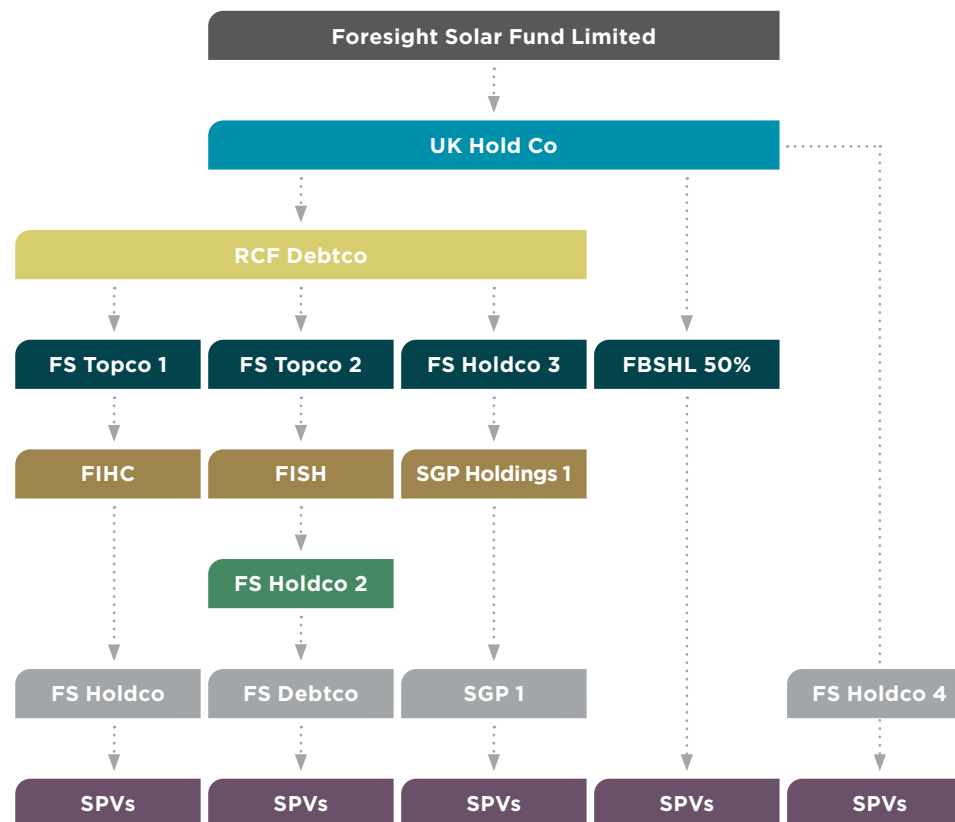 Foresight Solar Fund Limited
UK Hold Co
RCF Debtco
FS Topco 1
FS Topco 2
FS Holdco 3
FBSHL 50%
FIHC
FISH
SGP Holdings 1
FS Holdco 2
FS Holdco
FS Debtco
SGP 1
FS Holdco 4
SPVs
SPVs
SPVs
SPVs
SPVs